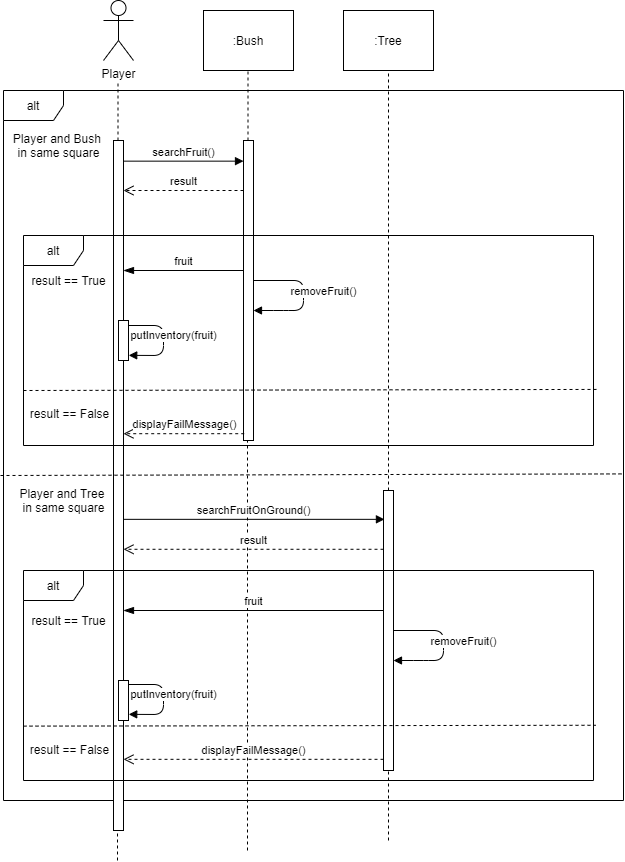 :Bush
:Tree
Player
alt
Player and Bush
in same square
searchFruit()
result
alt
fruit
result == True
removeFruit()
putInventory(fruit)
result == False
displayFailMessage()
Player and Tree
in same square
searchFruitOnGround()
result
alt
fruit
result == True
removeFruit()
putInventory(fruit)
result == False
displayFailMessage()